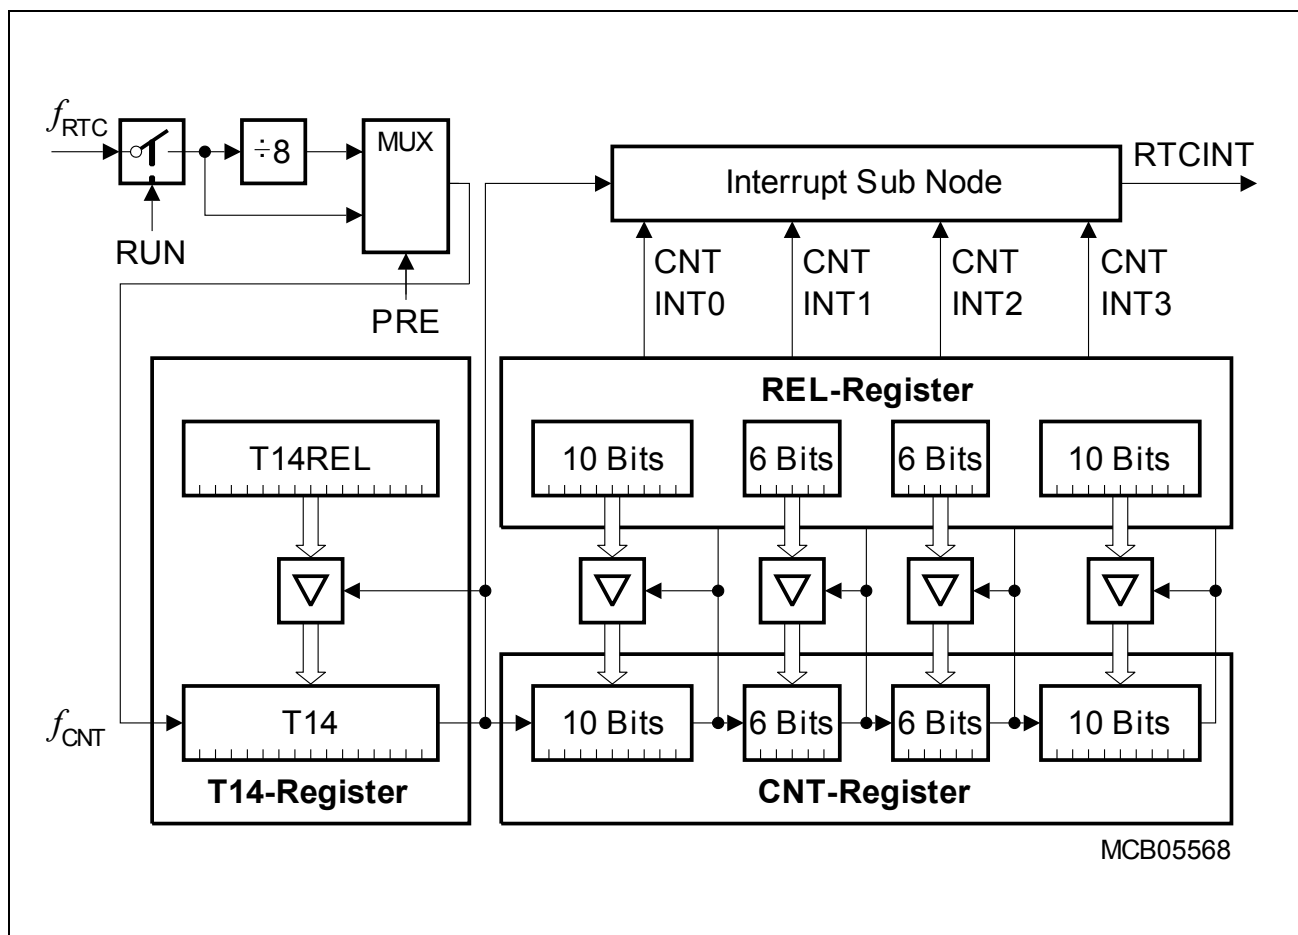 fRTC
÷8
MUX
RUN
PRE
Interrupt Sub Node
RTCINT
CNT INT0
CNT INT1
CNT INT2
CNT INT3
REL-Register
T14REL
10 Bits
6 Bits
6 Bits
10 Bits
fCNT
T14
10 Bits
6 Bits
6 Bits
10 Bits
T14-Register
CNT-Register
MCB05568